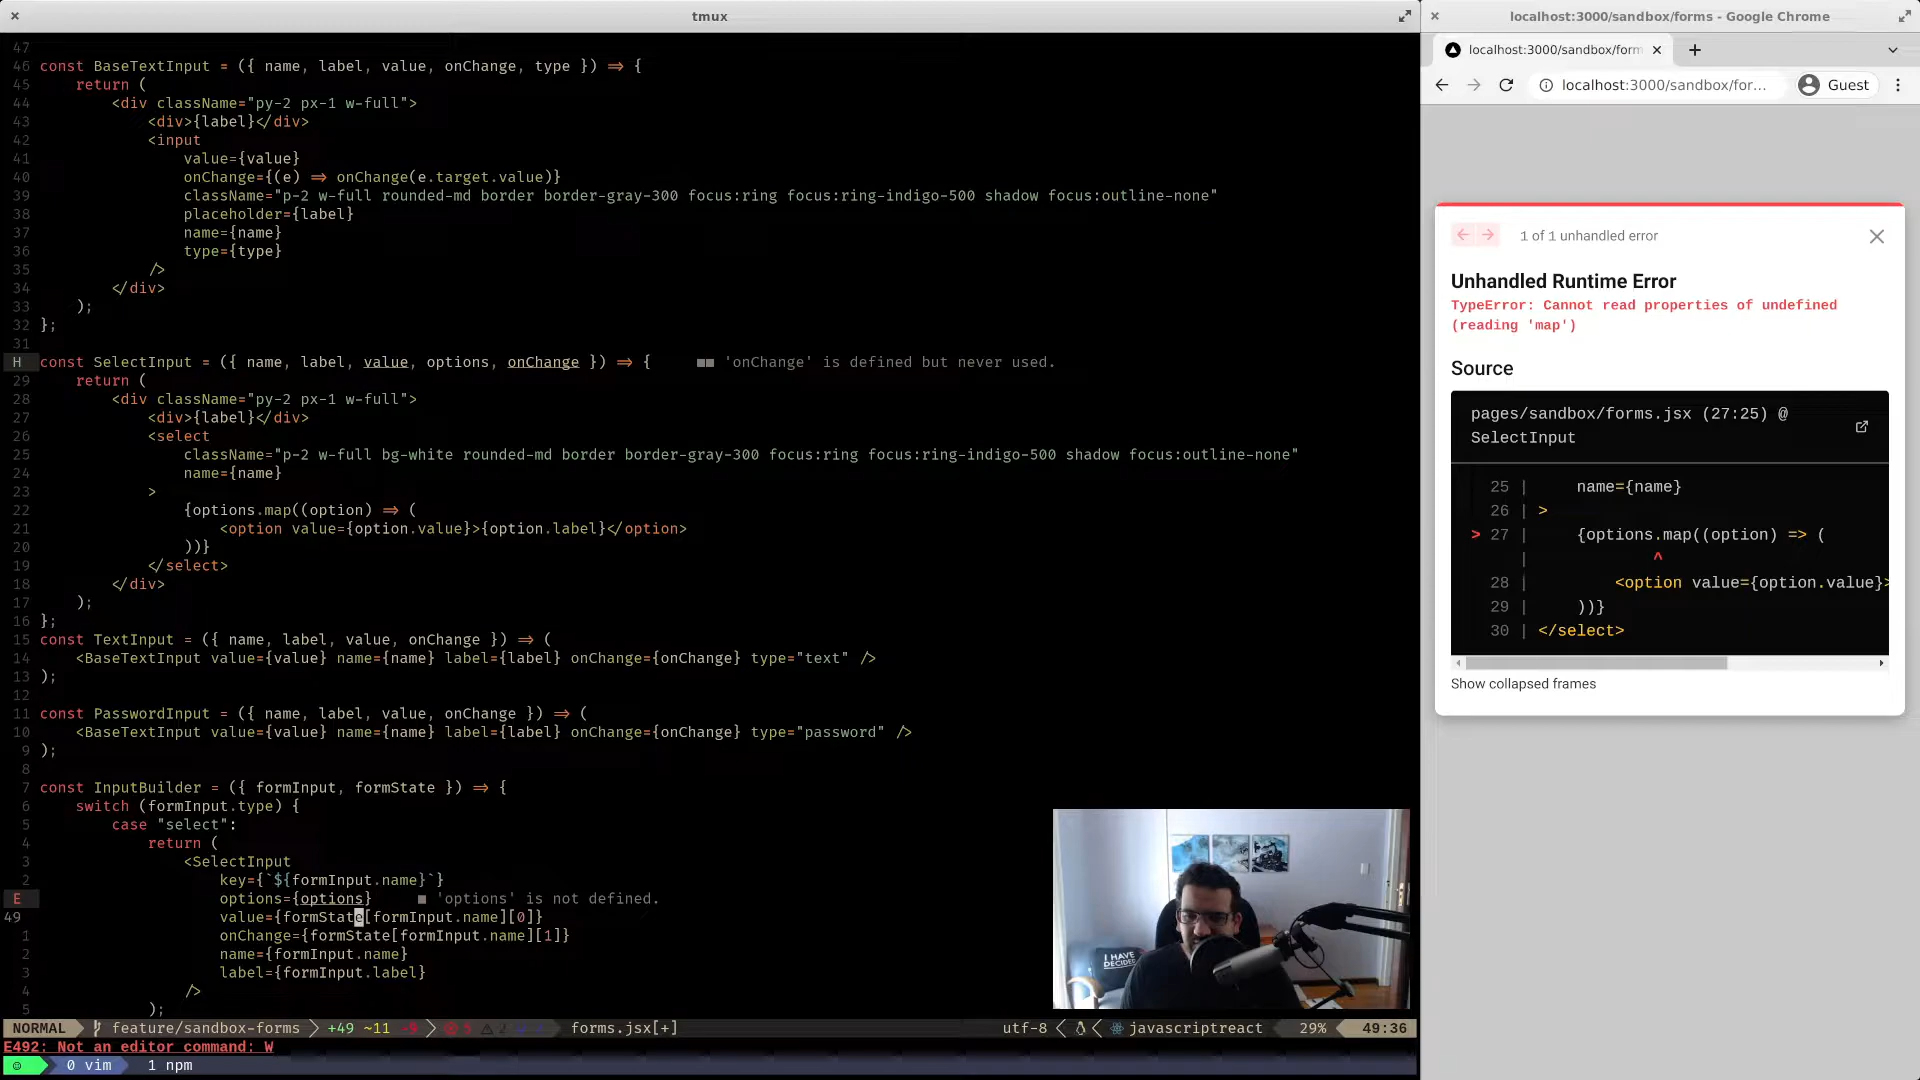 tmux
47
46 const BaseTextInput = ({ name, label, value, onChange, type }) => {
45 return (
44 <div className="py-2 px-1 w-full">
43 <div>{label}</div>
42 <input
41 value={value}
40 onChange={(e) => onChange(e.target.value)}
39 className="p-2 w-full rounded-md border border-gray-300 focus:ring focus:ring-indigo-500 shadow focus:outline-none"
38 placeholder={label}
37 name={name}
36 type={type}
35 />
34 </div>
33 );
32 };
31
H const SelectInput = ({ name, label, value, options, onChange }) => { ■■ 'onChange' is defined but never used.
29 return (
28 <div className="py-2 px-1 w-full">
27 <div>{label}</div>
26 <select
25 className="p-2 w-full bg-white rounded-md border border-gray-300 focus:ring focus:ring-indigo-500 shadow focus:outline-none"
24 name={name}
23 >
22 {options.map((option) => (
21 <option value={option.value}>{option.label}</option>
20 ))}
19 </select>
18 </div>
17 );
16 };
15 const TextInput = ({ name, label, value, onChange }) => (
14 <BaseTextInput value={value} name={name} label={label} onChange={onChange} type="text" />
13 );
12
11 const PasswordInput = ({ name, label, value, onChange }) => (
10 <BaseTextInput value={value} name={name} label={label} onChange={onChange} type="password" />
9 );
8
7 const InputBuilder = ({ formInput, formState }) => {
6 switch (formInput.type) {
5 case "select":
4 return (
3 <SelectInput
2 key={`${formInput.name}`}
E options={options} ■ 'options' is not defined.
49 value={formState[formInput.name][0]}
1 onChange={formState[formInput.name][1]}
2 name={formInput.name}
3 label={formInput.label}
4 />
5 );
NORMAL feature/sandbox-forms +49 ~11 -9 forms.jsx[+] utf-8 javascriptreact 29% 49:36
E492: Not an editor command: W
0 vim 1 npm
I HAVE
DECIDED
localhost:3000/sandbox/forms - Google Chrome
localhost:3000/sandbox/form
localhost:3000/sandbox/for... Guest
1 of 1 unhandled error
Unhandled Runtime Error
TypeError: Cannot read properties of undefined
(reading 'map')
Source
pages/sandbox/forms.jsx (27:25) @
SelectInput
25 | name={name}
26 | >
> 27 | {options.map((option) => (
| ^
28 | <option value={option.value}>
29 | ))}
30 | </select>
Show collapsed frames